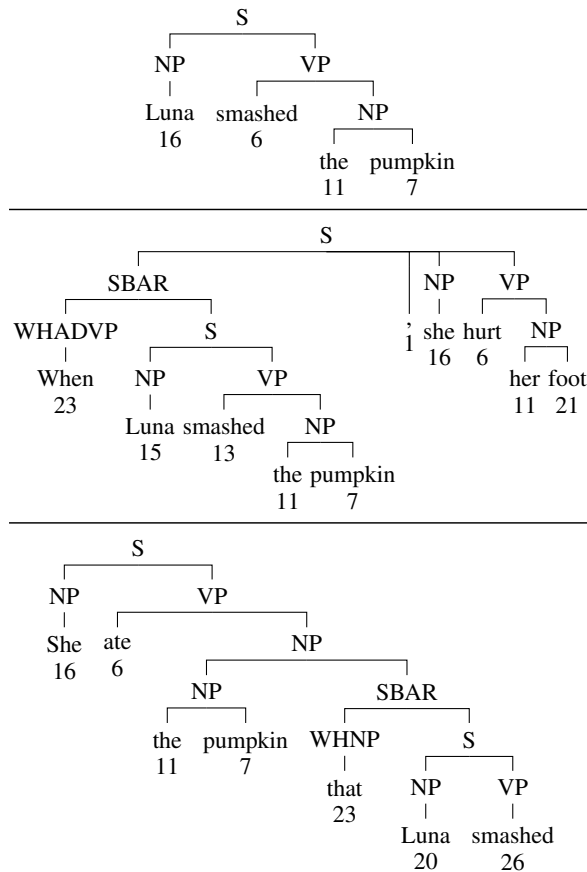 S
NP VP
Luna smashed NP
16 6
the pumpkin
11 7
S
SBAR , NP VP
WHADVP S 1 she hurt NP
16 6
When NP VP her foot
23 11 21
Luna smashed NP
15 13
the pumpkin
11 7
S
NP VP
She ate NP
16 6
NP SBAR
the pumpkin WHNP S
11 7
that NP VP
23
Luna smashed
20 26